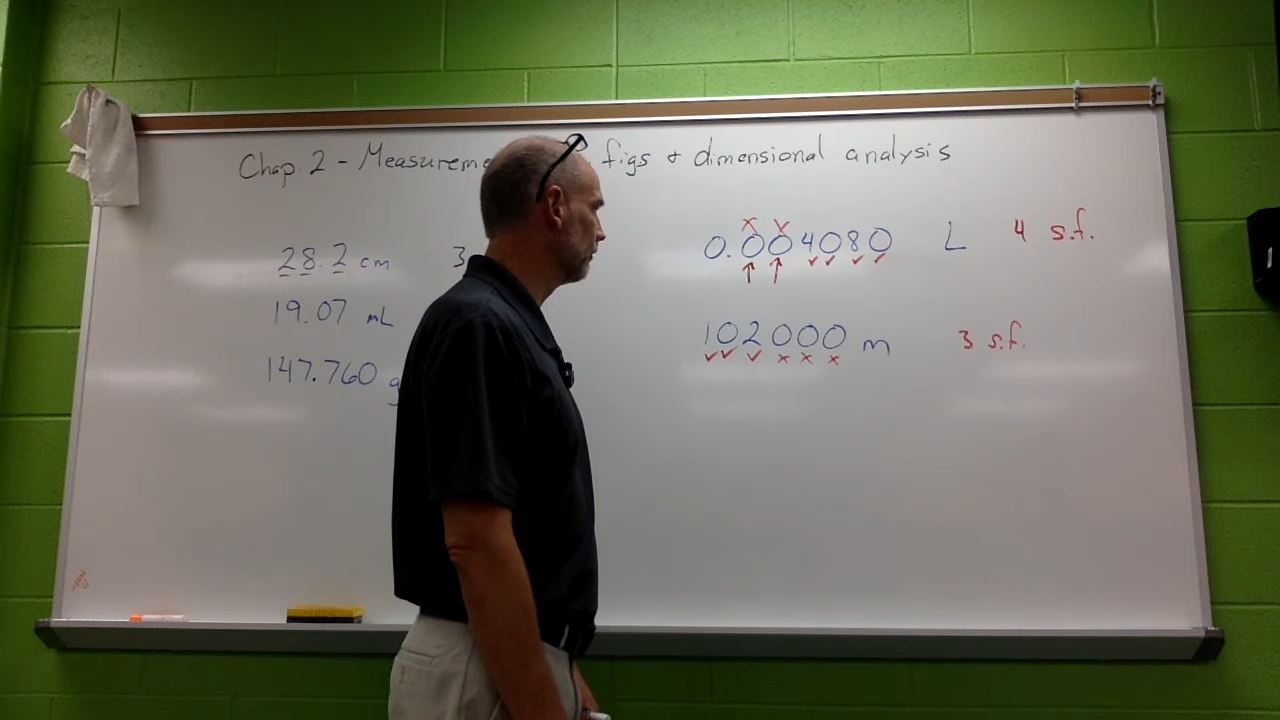 Chap. 2 - Measureme figs + dimensional analysis
28.2 cm 3
19.07 mL
147.760 g
0.004080 L 4 s.f.
102000 m 3 s.f.